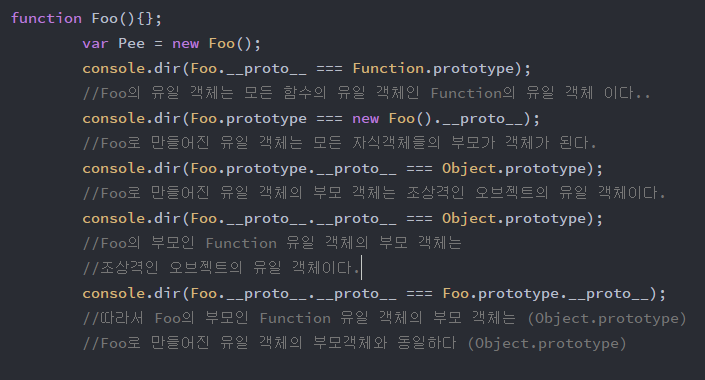 function Foo(){};
var Pee = new Foo();
console.dir(Foo.__proto__ === Function.prototype);
//Foo의 유일 객체는 모든 함수의 유일 객체인 Function의 유일 객체 이다..
console.dir(Foo.prototype === new Foo().__proto__);
//Foo로 만들어진 유일 객체는 모든 자식객체들의 부모가 객체가 된다.
console.dir(Foo.prototype.__proto__ === Object.prototype);
//Foo로 만들어진 유일 객체의 부모 객체는 조상격인 오브젝트의 유일 객체이다.
console.dir(Foo.__proto__.__proto__ === Object.prototype);
//Foo의 부모인 Function 유일 객체의 부모 객체는
//조상격인 오브젝트의 유일 객체이다.
console.dir(Foo.__proto__.__proto__ === Foo.prototype.__proto__);
//따라서 Foo의 부모인 Function 유일 객체의 부모 객체는 (Object.prototype)
//Foo로 만들어진 유일 객체의 부모객체와 동일하다 (Object.prototype)